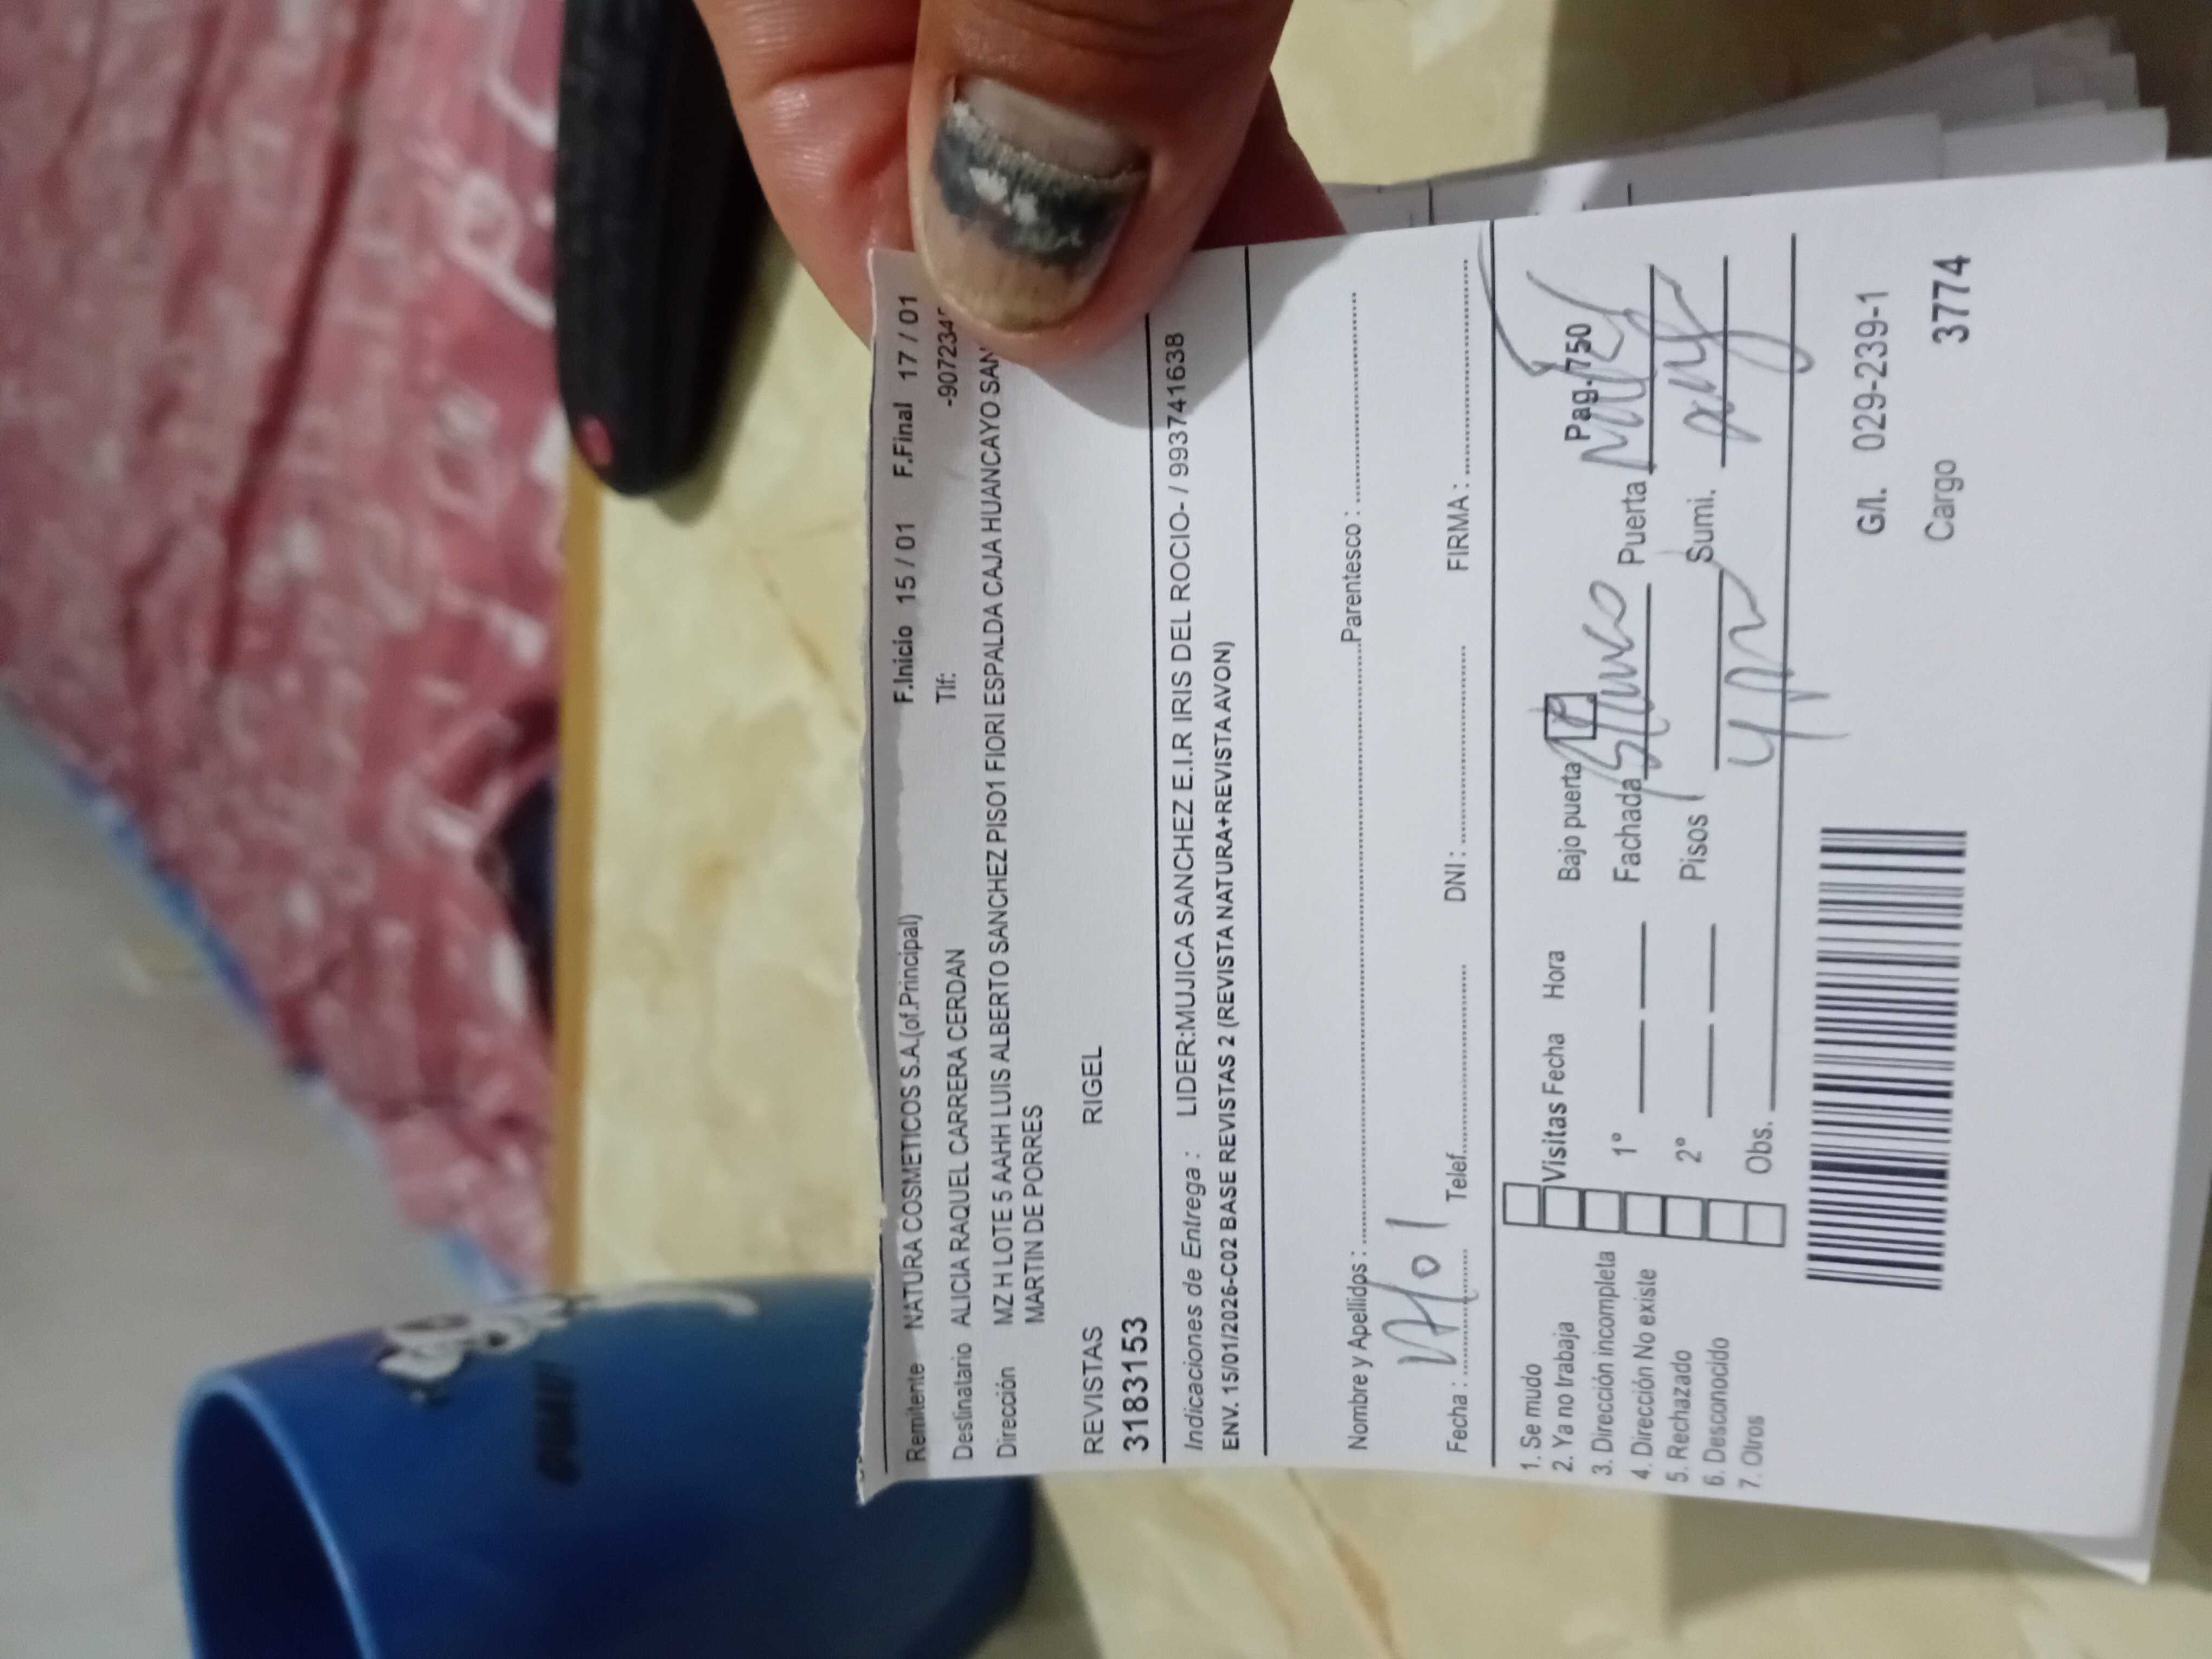 F.Inicio 15 / 01 F.Final 17 / 01
Remitente NATURA COSMETICOS S.A.(of.Principal)
Tlf: -9072234
Destinatario ALICIA RAQUEL CARRERA CERDAN
Dirección MZ H LOTE 5 AAHH LUIS ALBERTO SANCHEZ PISO1 FIORI ESPALDA CAJA HUANCAYO SAN
MARTIN DE PORRES
REVISTAS RIGEL
3183153
Indicaciones de Entrega : LIDER:MUJICA SANCHEZ E.I.R IRIS DEL ROCIO- / 993741638
ENV. 15/01/2026-C02 BASE REVISTAS 2 (REVISTA NATURA+REVISTA AVON)
Nombre y Apellidos : Parentesco :
Fecha : Telef. DNI : FIRMA :
1. Se mudo
2. Ya no trabaja
3. Dirección incompleta
4. Dirección No existe
5. Rechazado
6. Desconocido
7. Otros
Visitas Fecha Hora Bajo puerta Pag-750
1º Fachada Puerta
2º Pisos Sumi.
Obs.
G/l. 029-239-1
Cargo 3774